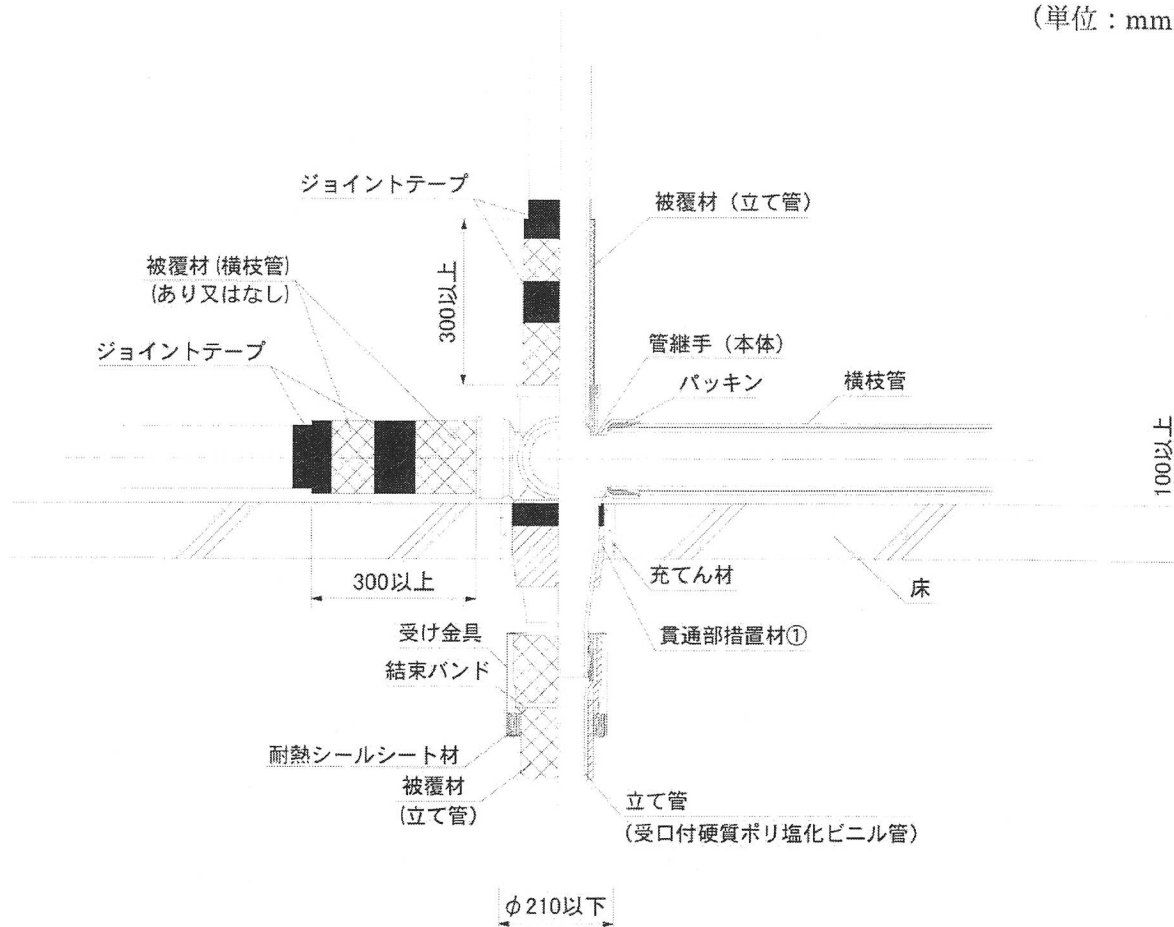 (単位：mm
ジョイントテープ
被覆材（立て管）
被覆材(横枝管)
(あり又はなし)
300以上
ジョイントテープ
管継手（本体）
パッキン
横枝管
100以上
300以上
充てん材
床
受け金具
貫通部措置材①
結束バンド
耐熱シールシート材
被覆材
(立て管)
立て管
(受口付硬質ポリ塩化ビニル管)
φ210以下